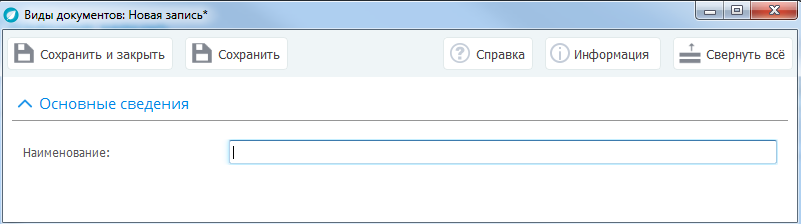 Виды документов: Новая запись*
Сохранить и закрыть Сохранить Справка Информация Свернуть всё
Основные сведения
Наименование: